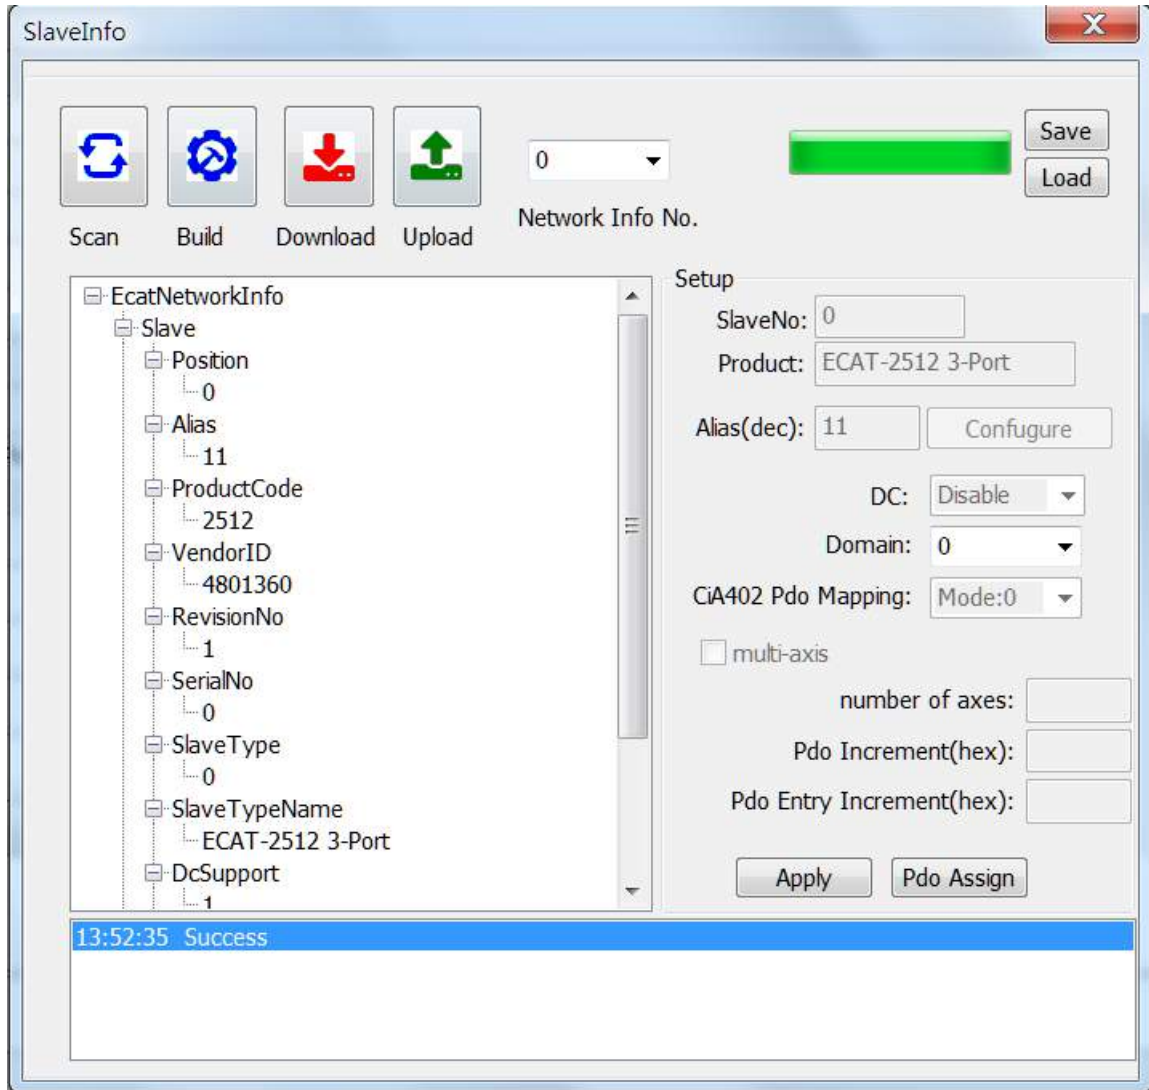 SlaveInfo
Save
0
Load
Network Info No.
Scan Build Download Upload
EcatNetworkInfo
Slave
Position
0
Alias
11
ProductCode
2512
VendorID
4801360
RevisionNo
1
SerialNo
0
SlaveType
0
SlaveTypeName
ECAT-2512 3-Port
DcSupport
1
Setup
SlaveNo: 0
Product: ECAT-2512 3-Port
Alias(dec): 11 Confugure
DC: Disable
Domain: 0
CiA402 Pdo Mapping: Mode:0
multi-axis
number of axes:
Pdo Increment(hex):
Pdo Entry Increment(hex):
Apply Pdo Assign
13:52:35 Success